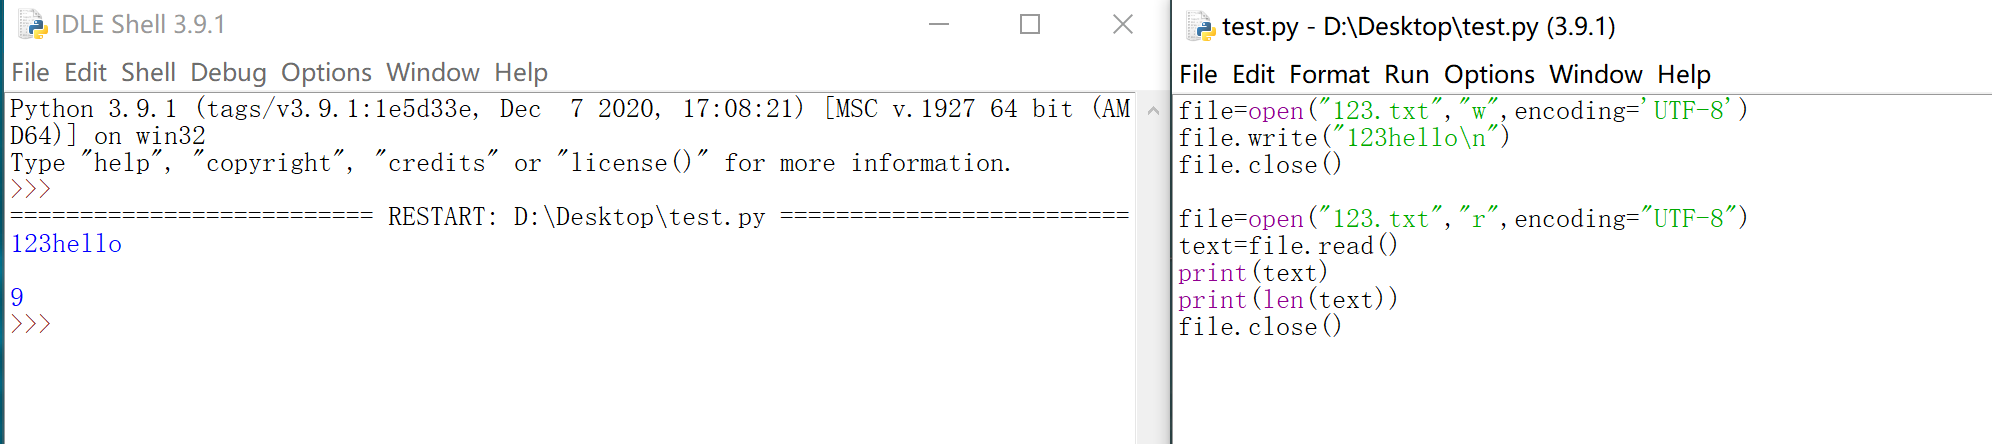 IDLE Shell 3.9.1
File Edit Shell Debug Options Window Help
Python 3.9.1 (tags/v3.9.1:1e5d33e, Dec  7 2020, 17:08:21) [MSC v.1927 64 bit (AM
D64)] on win32
Type "help", "copyright", "credits" or "license()" for more information.
>>>
========================== RESTART: D:\Desktop\test.py =========================
123hello
9
>>>
test.py - D:\Desktop\test.py (3.9.1)
File Edit Format Run Options Window Help
file=open("123.txt","w",encoding='UTF-8')
file.write("123hello\n")
file.close()
file=open("123.txt","r",encoding="UTF-8")
text=file.read()
print(text)
print(len(text))
file.close()